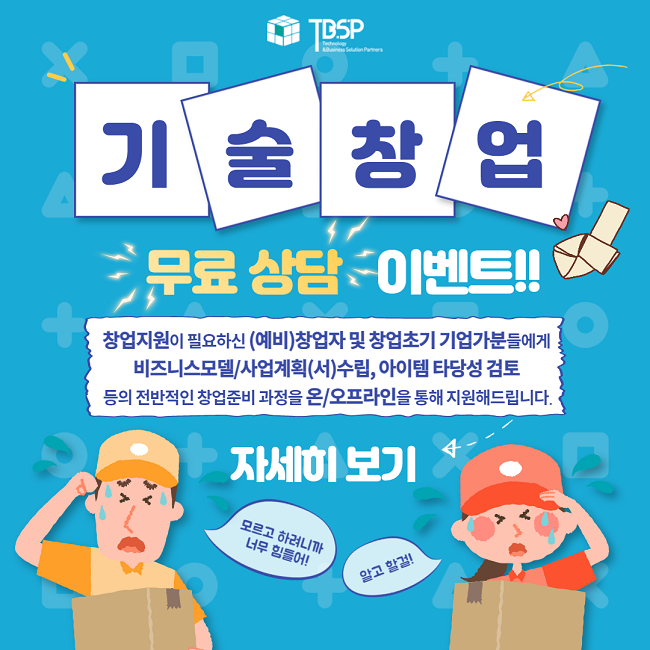 TBSP
Technology
&Business Solution Partners
기술창업
무료 상담 이벤트!!
창업지원이 필요하신 (예비)창업자 및 창업초기 기업가분들에게
비즈니스모델/사업계획(서)수립, 아이템 타당성 검토
등의 전반적인 창업준비 과정을 온/오프라인을 통해 지원해드립니다.
자세히 보기
모르고 하려니까
너무 힘들어!
알고 할걸!